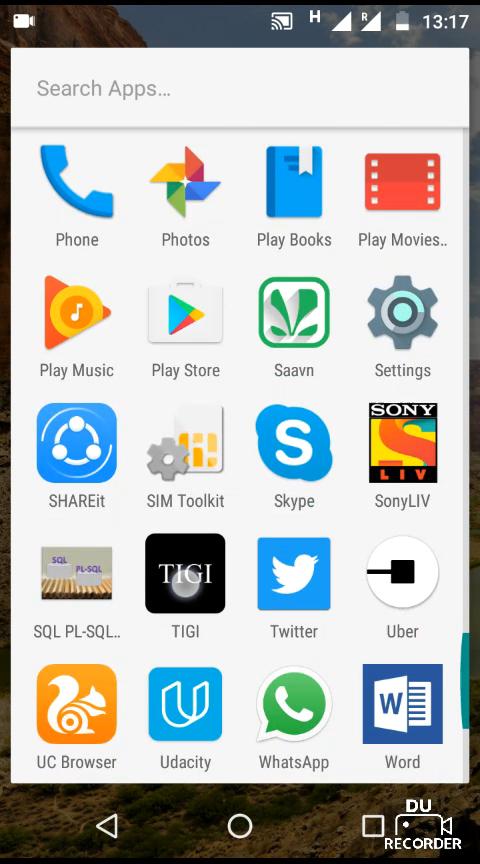 H R 13:17
Search Apps...
Phone Photos Play Books Play Movies..
Play Music Play Store Saavn Settings
SONY
LIV
SHAREit SIM Toolkit Skype SonyLIV
SQL
PL-SQL
TIGI
SQL PL-SQL.. TIGI Twitter Uber
W
UC Browser Udacity WhatsApp Word
DU
RECORDER